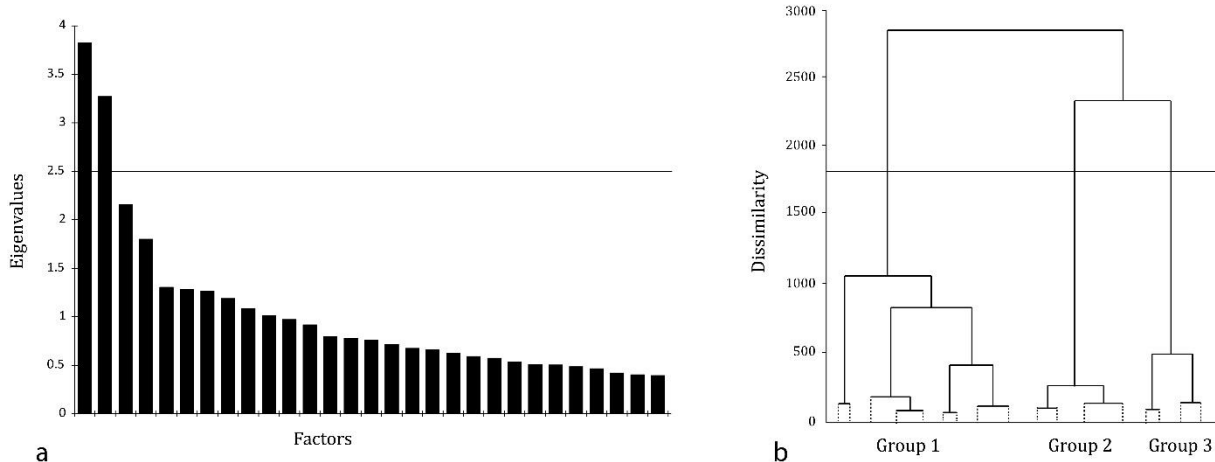 4
3.5
3
2.5
2
1.5
1
0.5
0
Eigenvalues
Factors
a
3000
2500
2000
1500
1000
500
0
Dissimilarity
Group 1
Group 2
Group 3
b